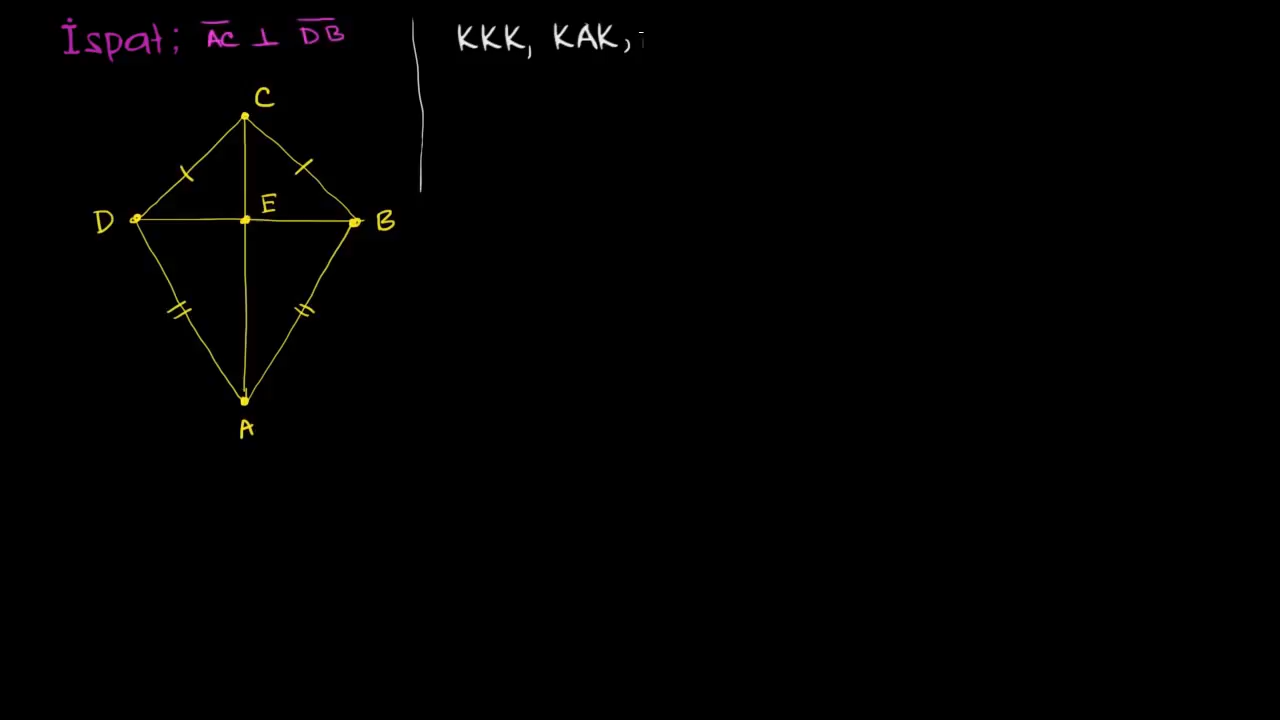 İspat; AC ⊥ DB
KKK, KAK,
C
D
E
B
A